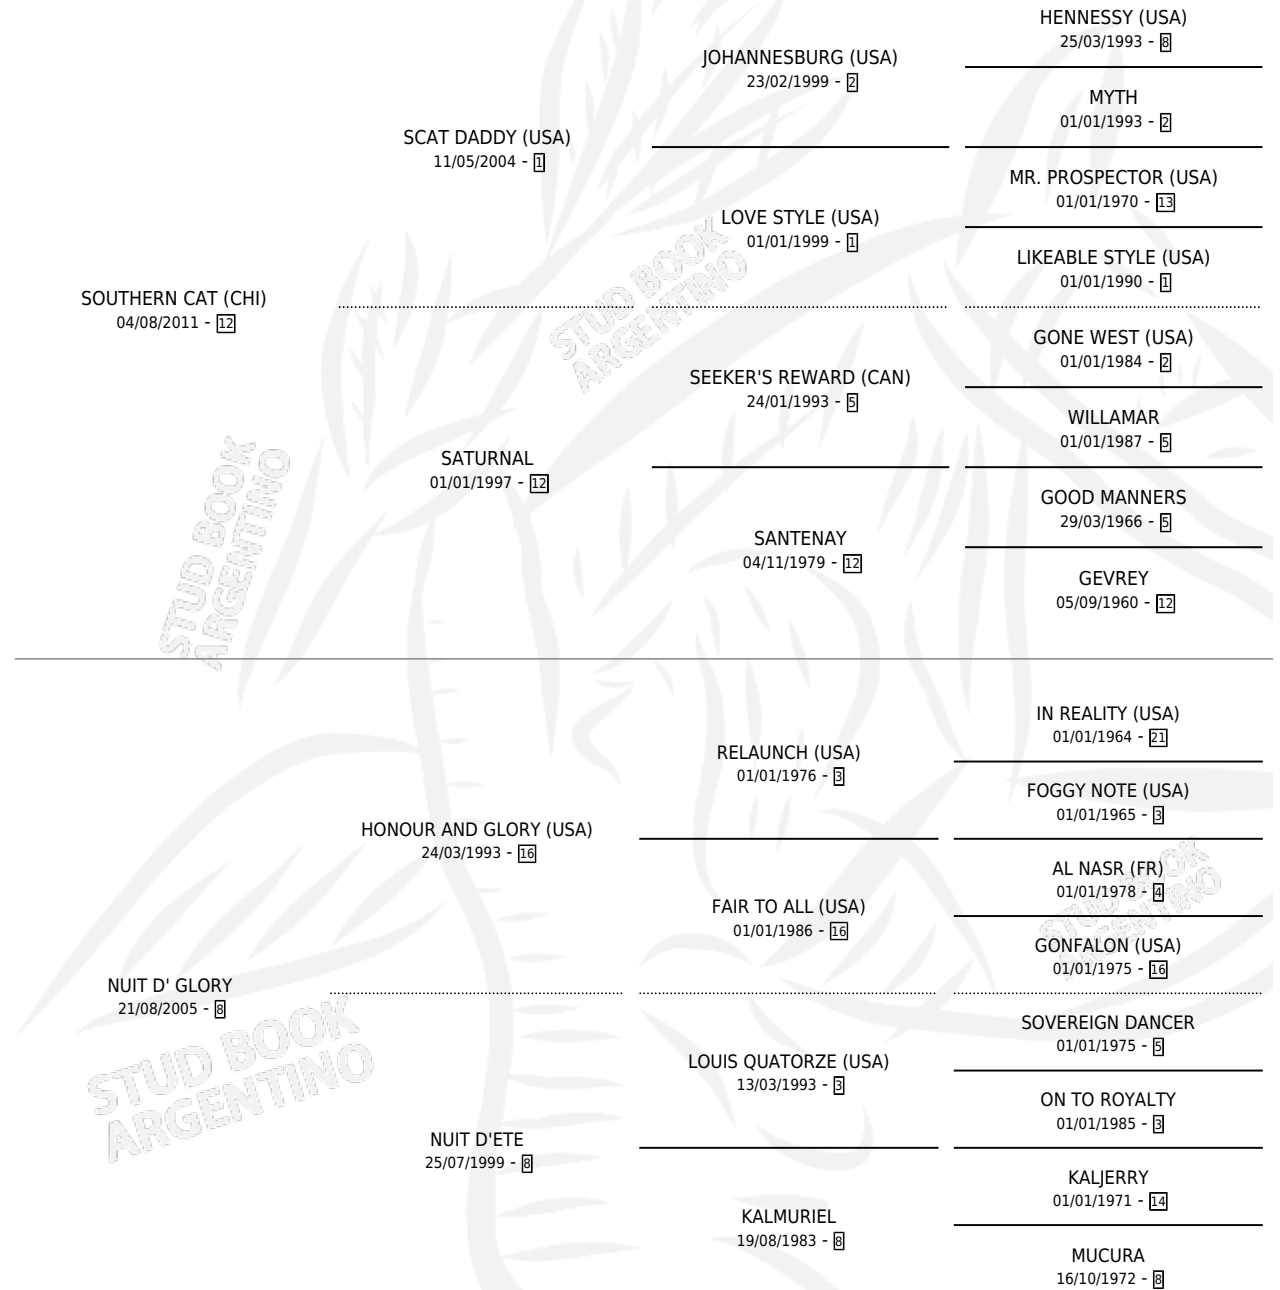 HENNESSY (USA)
25/03/1993 - 8
JOHANNESBURG (USA)
23/02/1999 - 2
MYTH
01/01/1993 - 2
SCAT DADDY (USA)
11/05/2004 - 1
MR. PROSPECTOR (USA)
01/01/1970 - 13
LOVE STYLE (USA)
01/01/1999 - 1
LIKEABLE STYLE (USA)
01/01/1990 - 1
SOUTHERN CAT (CHI)
04/08/2011 - 12
GONE WEST (USA)
01/01/1984 - 2
SEEKER'S REWARD (CAN)
24/01/1993 - 5
WILLAMAR
01/01/1987 - 5
SATURNAL
01/01/1997 - 12
GOOD MANNERS
29/03/1966 - 5
SANTENAY
04/11/1979 - 12
GEVREY
05/09/1960 - 12
IN REALITY (USA)
01/01/1964 - 21
RELAUNCH (USA)
01/01/1976 - 3
FOGGY NOTE (USA)
01/01/1965 - 3
HONOUR AND GLORY (USA)
24/03/1993 - 16
AL NASR (FR)
01/01/1978 - 4
FAIR TO ALL (USA)
01/01/1986 - 16
GONFALON (USA)
01/01/1975 - 16
NUIT D' GLORY
21/08/2005 - 8
SOVEREIGN DANCER
01/01/1975 - 5
LOUIS QUATORZE (USA)
13/03/1993 - 3
ON TO ROYALTY
01/01/1985 - 3
NUIT D'ETE
25/07/1999 - 8
KALJERRY
01/01/1971 - 14
KALMURIEL
19/08/1983 - 8
MUCURA
16/10/1972 - 8
STUD BOOK
ARGENTINO
STUD BOOK
ARGENTINO
STUD BOOK
ARGENTINO
STUD BOOK
ARGENTINO